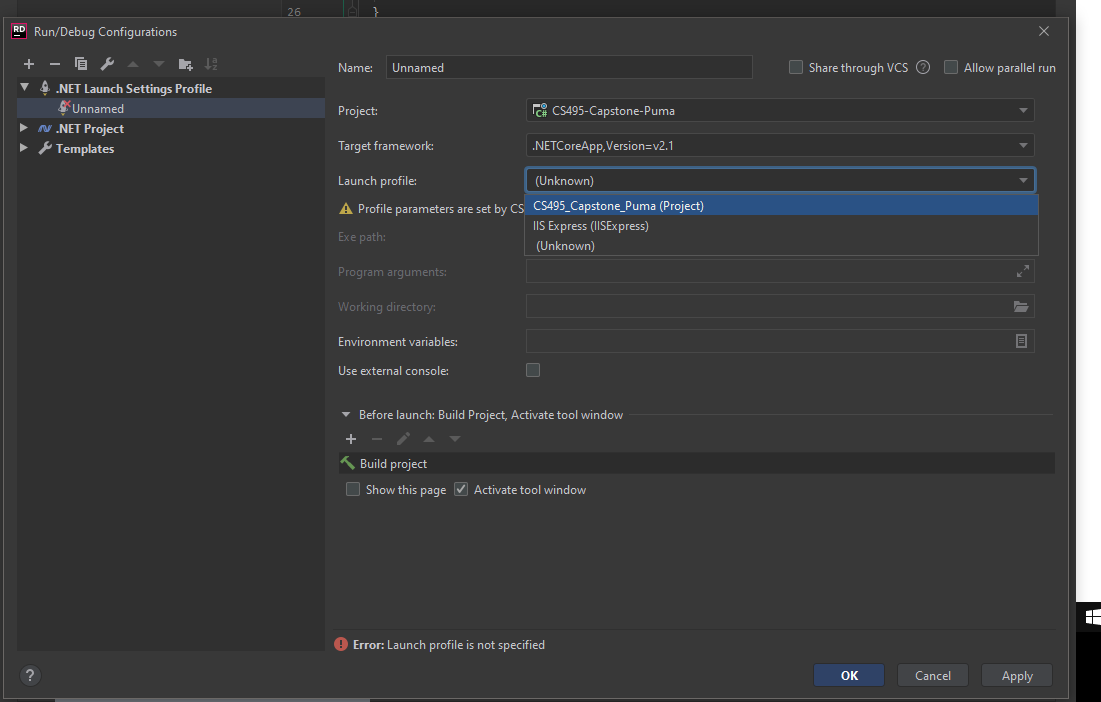 26 }
RD Run/Debug Configurations
Name: Unnamed Share through VCS ? Allow parallel run
.NET Launch Settings Profile
Unnamed
.NET Project
Templates
Project: C# CS495-Capstone-Puma
Target framework: .NETCoreApp,Version=v2.1
Launch profile: (Unknown)
CS495_Capstone_Puma (Project)
IIS Express (IISExpress)
(Unknown)
Profile parameters are set by CS
Exe path:
Program arguments:
Working directory:
Environment variables:
Use external console:
Before launch: Build Project, Activate tool window
Build project
Show this page Activate tool window
Error: Launch profile is not specified
? OK Cancel Apply